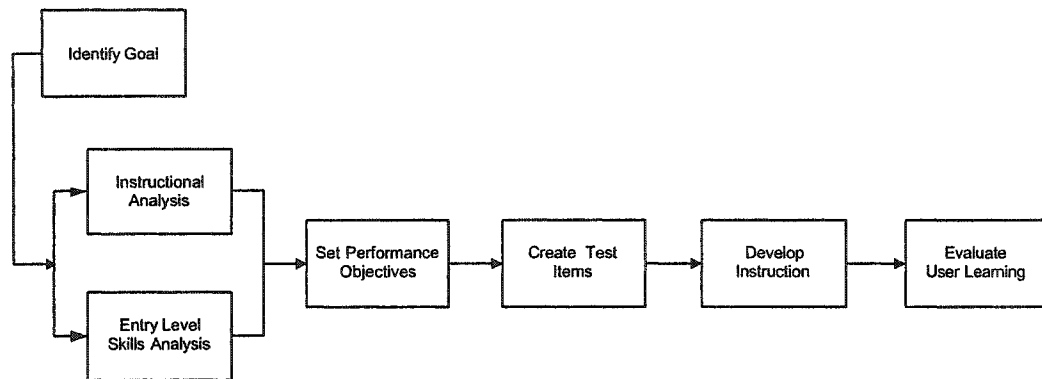 Identify Goal
Instructional
Analysis
Set Performance
Objectives
Create Test
Items
Develop
Instruction
Evaluate
User Learning
Entry Level
Skills Analysis